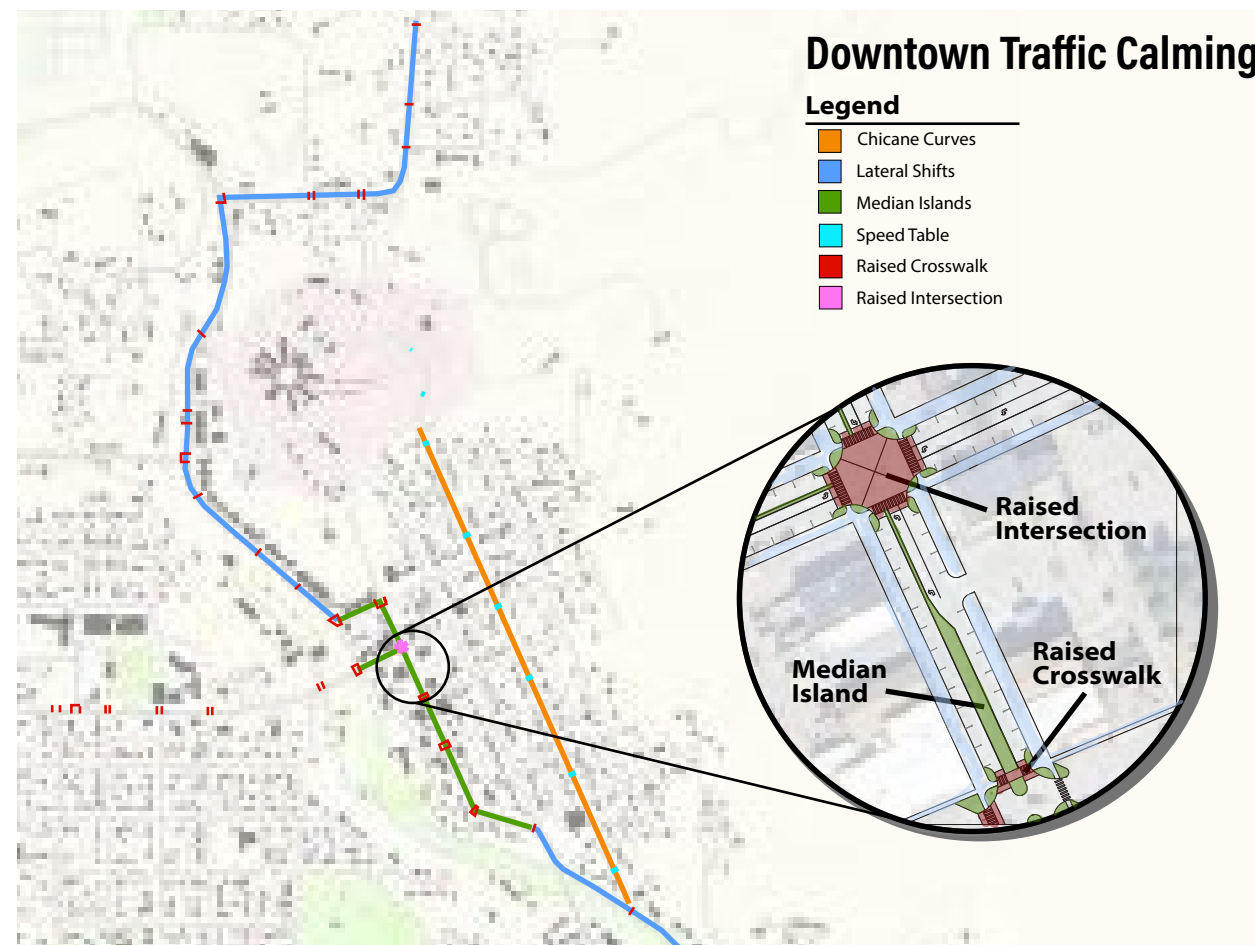 Downtown Traffic Calming
Legend
Chicane Curves
Lateral Shifts
Median Islands
Speed Table
Raised Crosswalk
Raised Intersection
Raised
Intersection
Raised
Crosswalk
Median
Island